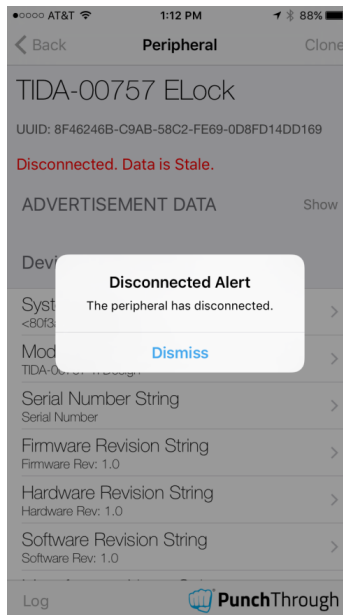 AT&T 1:12 PM 88%
Back Peripheral Clone
TIDA-00757 ELock
UUID: 8F46246B-C9AB-58C2-FE69-0D8FD14DD169
Disconnected. Data is Stale.
ADVERTISEMENT DATA Show
Disconnected Alert
The peripheral has disconnected.
Dismiss
Serial Number String
Serial Number
Firmware Revision String
Firmware Rev: 1.0
Hardware Revision String
Hardware Rev: 1.0
Software Revision String
Software Rev: 1.0
Log PunchThrough